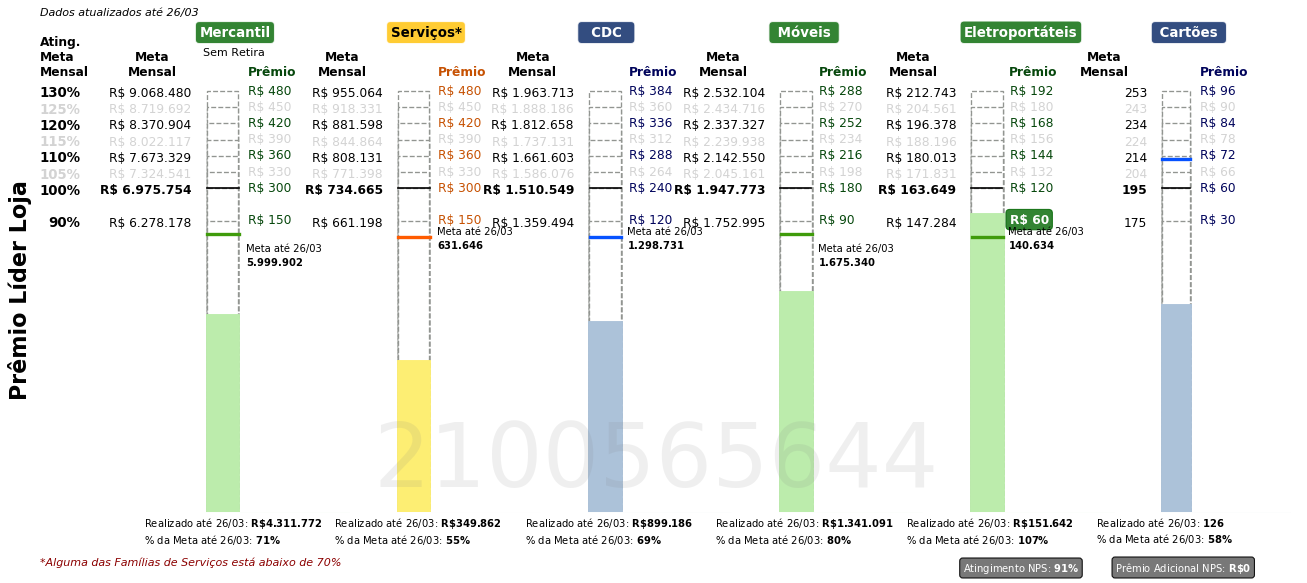 Dados atualizados até 26/03
Mercantil Serviços* CDC Móveis Eletroportáteis Cartões
Sem Retira
Ating. Meta Mensal
Meta Mensal Prêmio Meta Mensal Prêmio Meta Mensal Prêmio Meta Mensal Prêmio Meta Mensal Prêmio Meta Mensal Prêmio
130% R$ 9.068.480 R$ 480 R$ 955.064 R$ 480 R$ 1.963.713 R$ 384 R$ 2.532.104 R$ 288 R$ 212.743 R$ 192 253 R$ 96
125% R$ 8.719.692 R$ 450 R$ 918.331 R$ 450 R$ 1.888.186 R$ 360 R$ 2.434.716 R$ 270 R$ 204.561 R$ 180 243 R$ 90
120% R$ 8.370.904 R$ 420 R$ 881.598 R$ 420 R$ 1.812.658 R$ 336 R$ 2.337.327 R$ 252 R$ 196.378 R$ 168 234 R$ 84
115% R$ 8.022.117 R$ 390 R$ 844.864 R$ 390 R$ 1.737.131 R$ 312 R$ 2.239.938 R$ 234 R$ 188.196 R$ 156 224 R$ 78
110% R$ 7.673.329 R$ 360 R$ 808.131 R$ 360 R$ 1.661.603 R$ 288 R$ 2.142.550 R$ 216 R$ 180.013 R$ 144 214 R$ 72
105% R$ 7.324.541 R$ 330 R$ 771.398 R$ 330 R$ 1.586.076 R$ 264 R$ 2.045.161 R$ 198 R$ 171.831 R$ 132 204 R$ 66
100% R$ 6.975.754 R$ 300 R$ 734.665 R$ 300 R$ 1.510.549 R$ 240 R$ 1.947.773 R$ 180 R$ 163.649 R$ 120 195 R$ 60
90% R$ 6.278.178 R$ 150 R$ 661.198 R$ 150 R$ 1.359.494 R$ 120 R$ 1.752.995 R$ 90 R$ 147.284 R$ 60 175 R$ 30
Meta até 26/03 5.999.902
Meta até 26/03 631.646
Meta até 26/03 1.298.731
Meta até 26/03 1.675.340
Meta até 26/03 140.634
Prêmio Líder Loja
2100565644
Realizado até 26/03: R$4.311.772 Realizado até 26/03: R$349.862 Realizado até 26/03: R$899.186 Realizado até 26/03: R$1.341.091 Realizado até 26/03: R$151.642 Realizado até 26/03: 126
% da Meta até 26/03: 71% % da Meta até 26/03: 55% % da Meta até 26/03: 69% % da Meta até 26/03: 80% % da Meta até 26/03: 107% % da Meta até 26/03: 58%
*Alguma das Famílias de Serviços está abaixo de 70%
Atingimento NPS: 91% Prêmio Adicional NPS: R$0